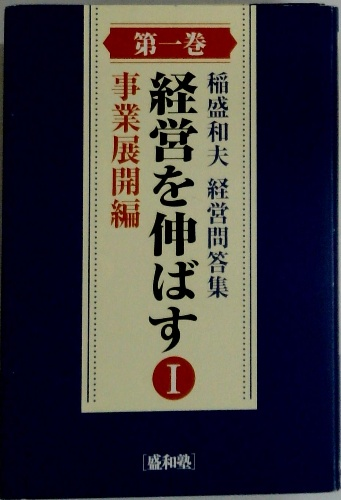 第一巻
稲盛和夫 経営問答集
経営を伸ばす
I
事業展開編
[盛和塾]